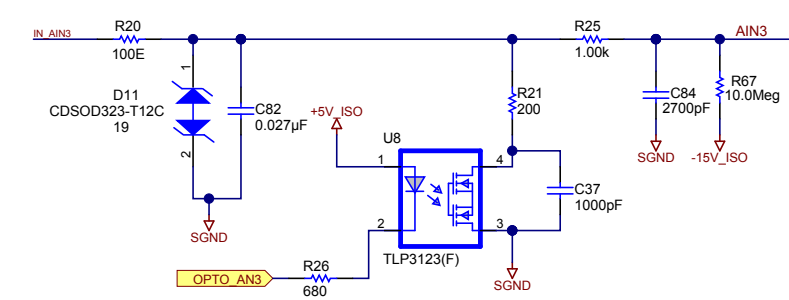 IN_AIN3
R20
100E
R25
1.00k
AIN3
1
D11
CDSOD323-T12C
19
2
C82
0.027µF
SGND
+5V_ISO
R21
200
C84
2700pF
SGND
R67
10.0Meg
-15V_ISO
U8
1
4
2
3
TLP3123(F)
C37
1000pF
SGND
OPTO_AN3
R26
680